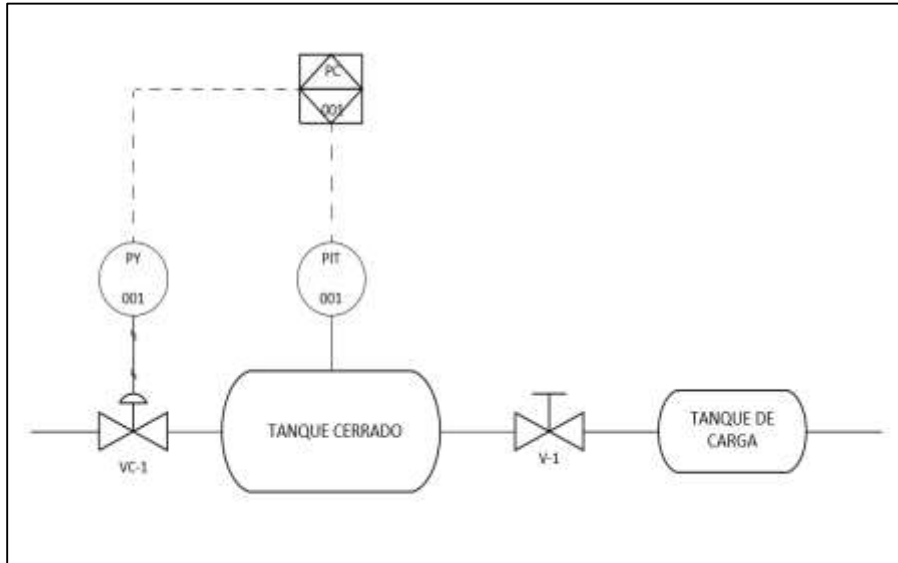 PC
001
PY
001
PIT
001
TANQUE CERRADO
TANQUE DE
CARGA
VC-1
V-1